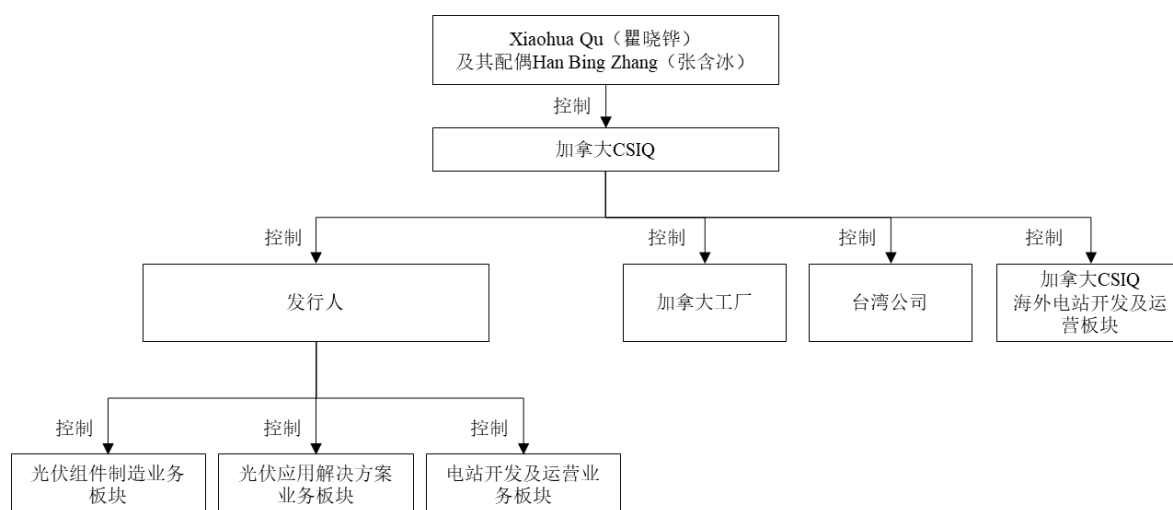 Xiaohua Qu（瞿晓铧）
及其配偶Han Bing Zhang（张含冰）
控制
加拿大CSIQ
控制
控制
控制
控制
发行人
加拿大工厂
台湾公司
加拿大CSIQ
海外电站开发及运
营板块
控制
控制
控制
光伏组件制造业务
板块
光伏应用解决方案
业务板块
电站开发及运营业
务板块